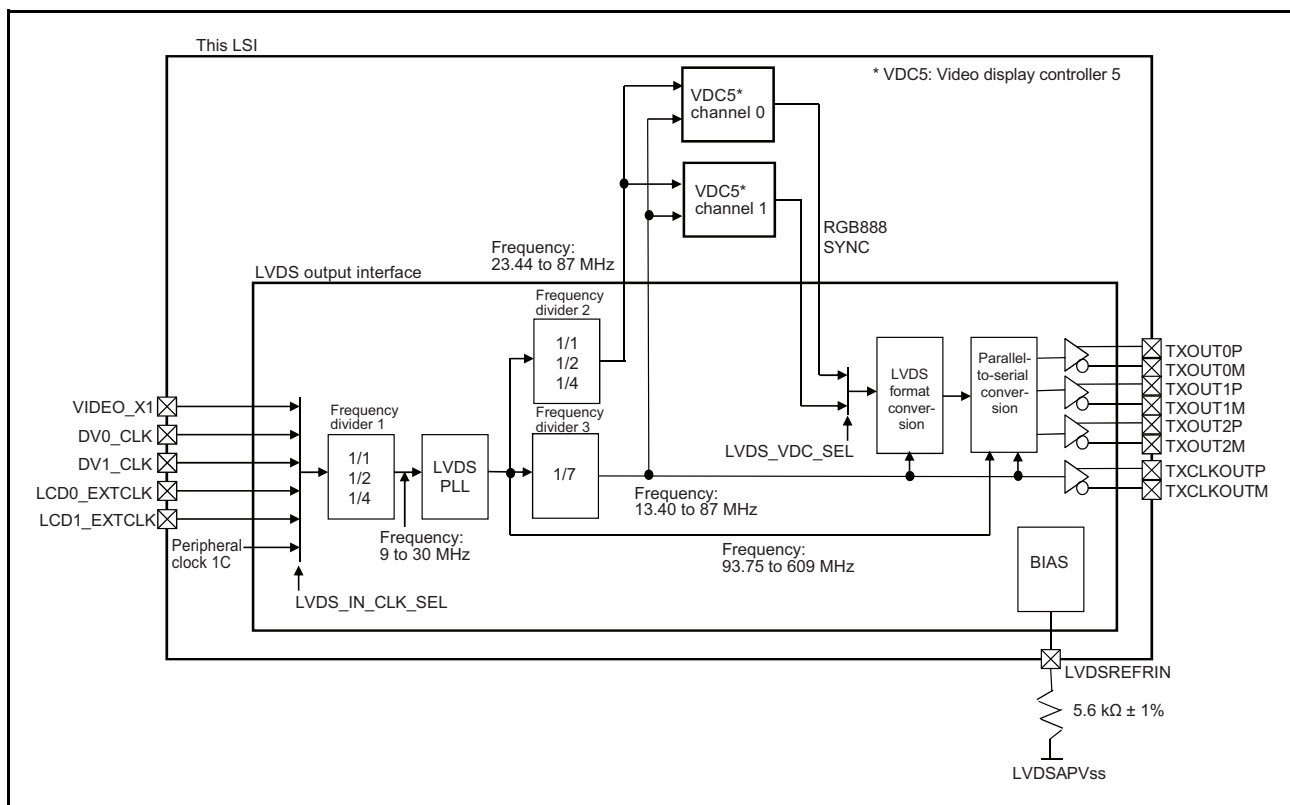 This LSI
* VDC5: Video display controller 5
VDC5*
channel 0
VDC5*
channel 1
RGB888
SYNC
Frequency:
23.44 to 87 MHz
LVDS output interface
Frequency
divider 2
1/1
1/2
1/4
VIDEO_X1
DV0_CLK
DV1_CLK
LCD0_EXTCLK
LCD1_EXTCLK
Peripheral
clock 1C
LVDS_IN_CLK_SEL
Frequency
divider 1
1/1
1/2
1/4
Frequency:
9 to 30 MHz
LVDS
PLL
Frequency
divider 3
1/7
Frequency:
13.40 to 87 MHz
Frequency:
93.75 to 609 MHz
LVDS_VDC_SEL
LVDS
format
conver-
sion
Parallel-
to-serial
conver-
sion
TXOUT0P
TXOUT0M
TXOUT1P
TXOUT1M
TXOUT2P
TXOUT2M
TXCLKOUTP
TXCLKOUTM
BIAS
LVDSREFRIN
5.6 kΩ ± 1%
LVDSAPVss